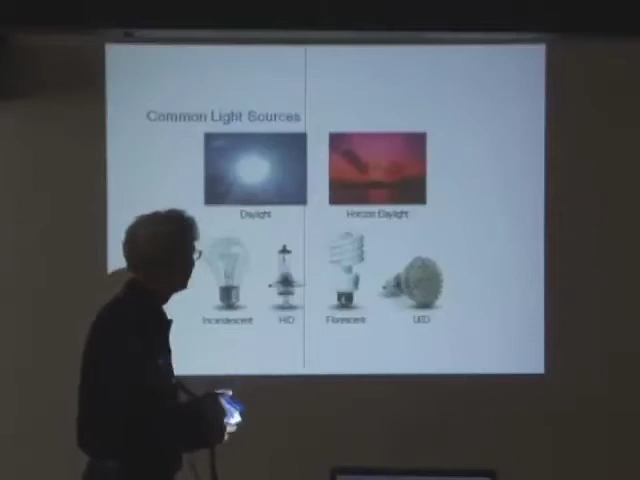 Common Light Sources
Daylight
Horizon Daylight
Incandescent
HID
Florescent
LED